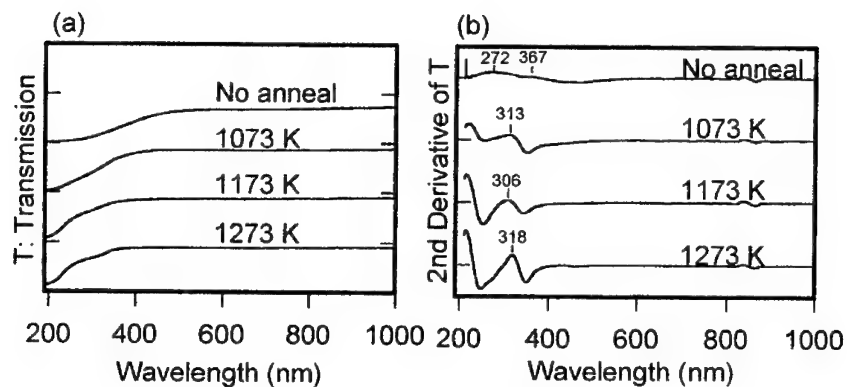 (a)
T: Transmission
No anneal
1073 K
1173 K
1273 K
200 400 600 800 1000
Wavelength (nm)
(b)
2nd Derivative of T
272 367
No anneal
313
1073 K
306
1173 K
318
1273 K
200 400 600 800 1000
Wavelength (nm)